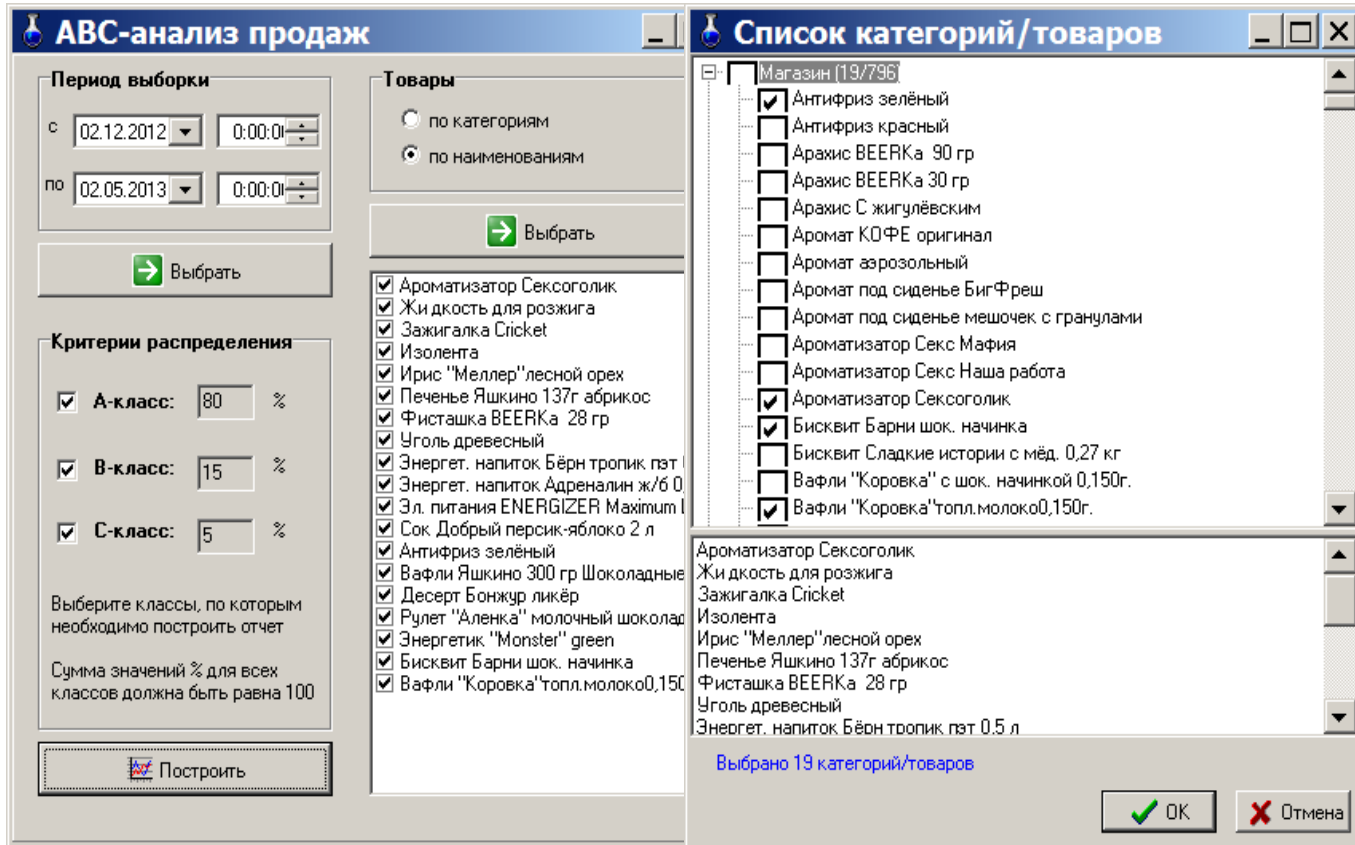 ABC-анализ продаж
Период выборки
с 02.12.2012 0:00:0
по 02.05.2013 0:00:0
Выбрать
Критерии распределения
А-класс: 80 %
В-класс: 15 %
С-класс: 5 %
Выберите классы, по которым
необходимо построить отчет
Сумма значений % для всех
классов должна быть равна 100
Построить
Товары
по категориям
по наименованиям
Выбрать
Ароматизатор Сексоголик
Жи дкость для розжига
Зажигалка Cricket
Изолента
Ирис "Меллер"лесной орех
Печенье Яшкино 137г абрикос
Фисташка BEERKa 28 гр
Уголь древесный
Энергет. напиток Бёрн тропик пэт
Энергет. напиток Адреналин ж/б 0,
Эл. питания ENERGIZER Maximum
Сок Добрый персик-яблоко 2 л
Антифриз зелёный
Вафли Яшкино 300 гр Шоколадные
Десерт Бонжур ликёр
Рулет "Аленка" молочный шоколад
Энергетик "Monster" green
Бисквит Барни шок. начинка
Вафли "Коровка"топл.молоко0,150
Список категорий/товаров
Магазин (19/796)
Антифриз зелёный
Антифриз красный
Арахис BEERKa 90 гр
Арахис BEERKa 30 гр
Арахис С жигулёвским
Аромат КОФЕ оригинал
Аромат аэрозольный
Аромат под сиденье БигФреш
Аромат под сиденье мешочек с гранулами
Ароматизатор Секс Мафия
Ароматизатор Секс Наша работа
Ароматизатор Сексоголик
Бисквит Барни шок. начинка
Бисквит Сладкие истории с мёд. 0,27 кг
Вафли "Коровка" с шок. начинкой 0,150г.
Вафли "Коровка"топл.молоко0,150г.
Ароматизатор Сексоголик
Жи дкость для розжига
Зажигалка Cricket
Изолента
Ирис "Меллер"лесной орех
Печенье Яшкино 137г абрикос
Фисташка BEERKa 28 гр
Уголь древесный
Энергет. напиток Бёрн тропик пэт 0.5 л
Выбрано 19 категорий/товаров
OK
Отмена